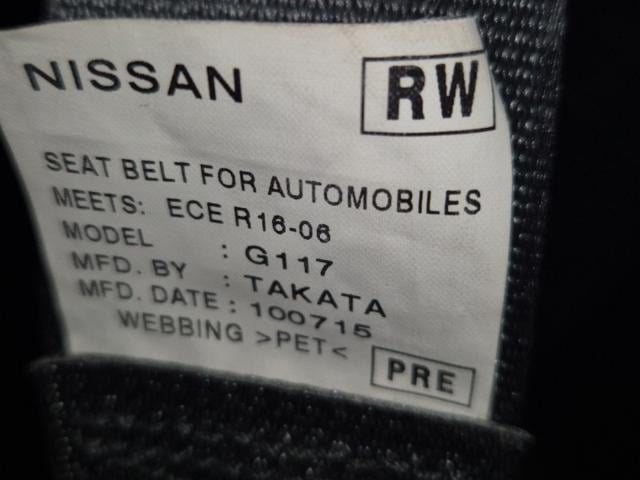 NISSAN
RW
SEAT BELT FOR AUTOMOBILES
MEETS: ECE R16-06
MODEL : G117
MFD. BY : TAKATA
MFD. DATE : 100715
WEBBING >PET<
PRE